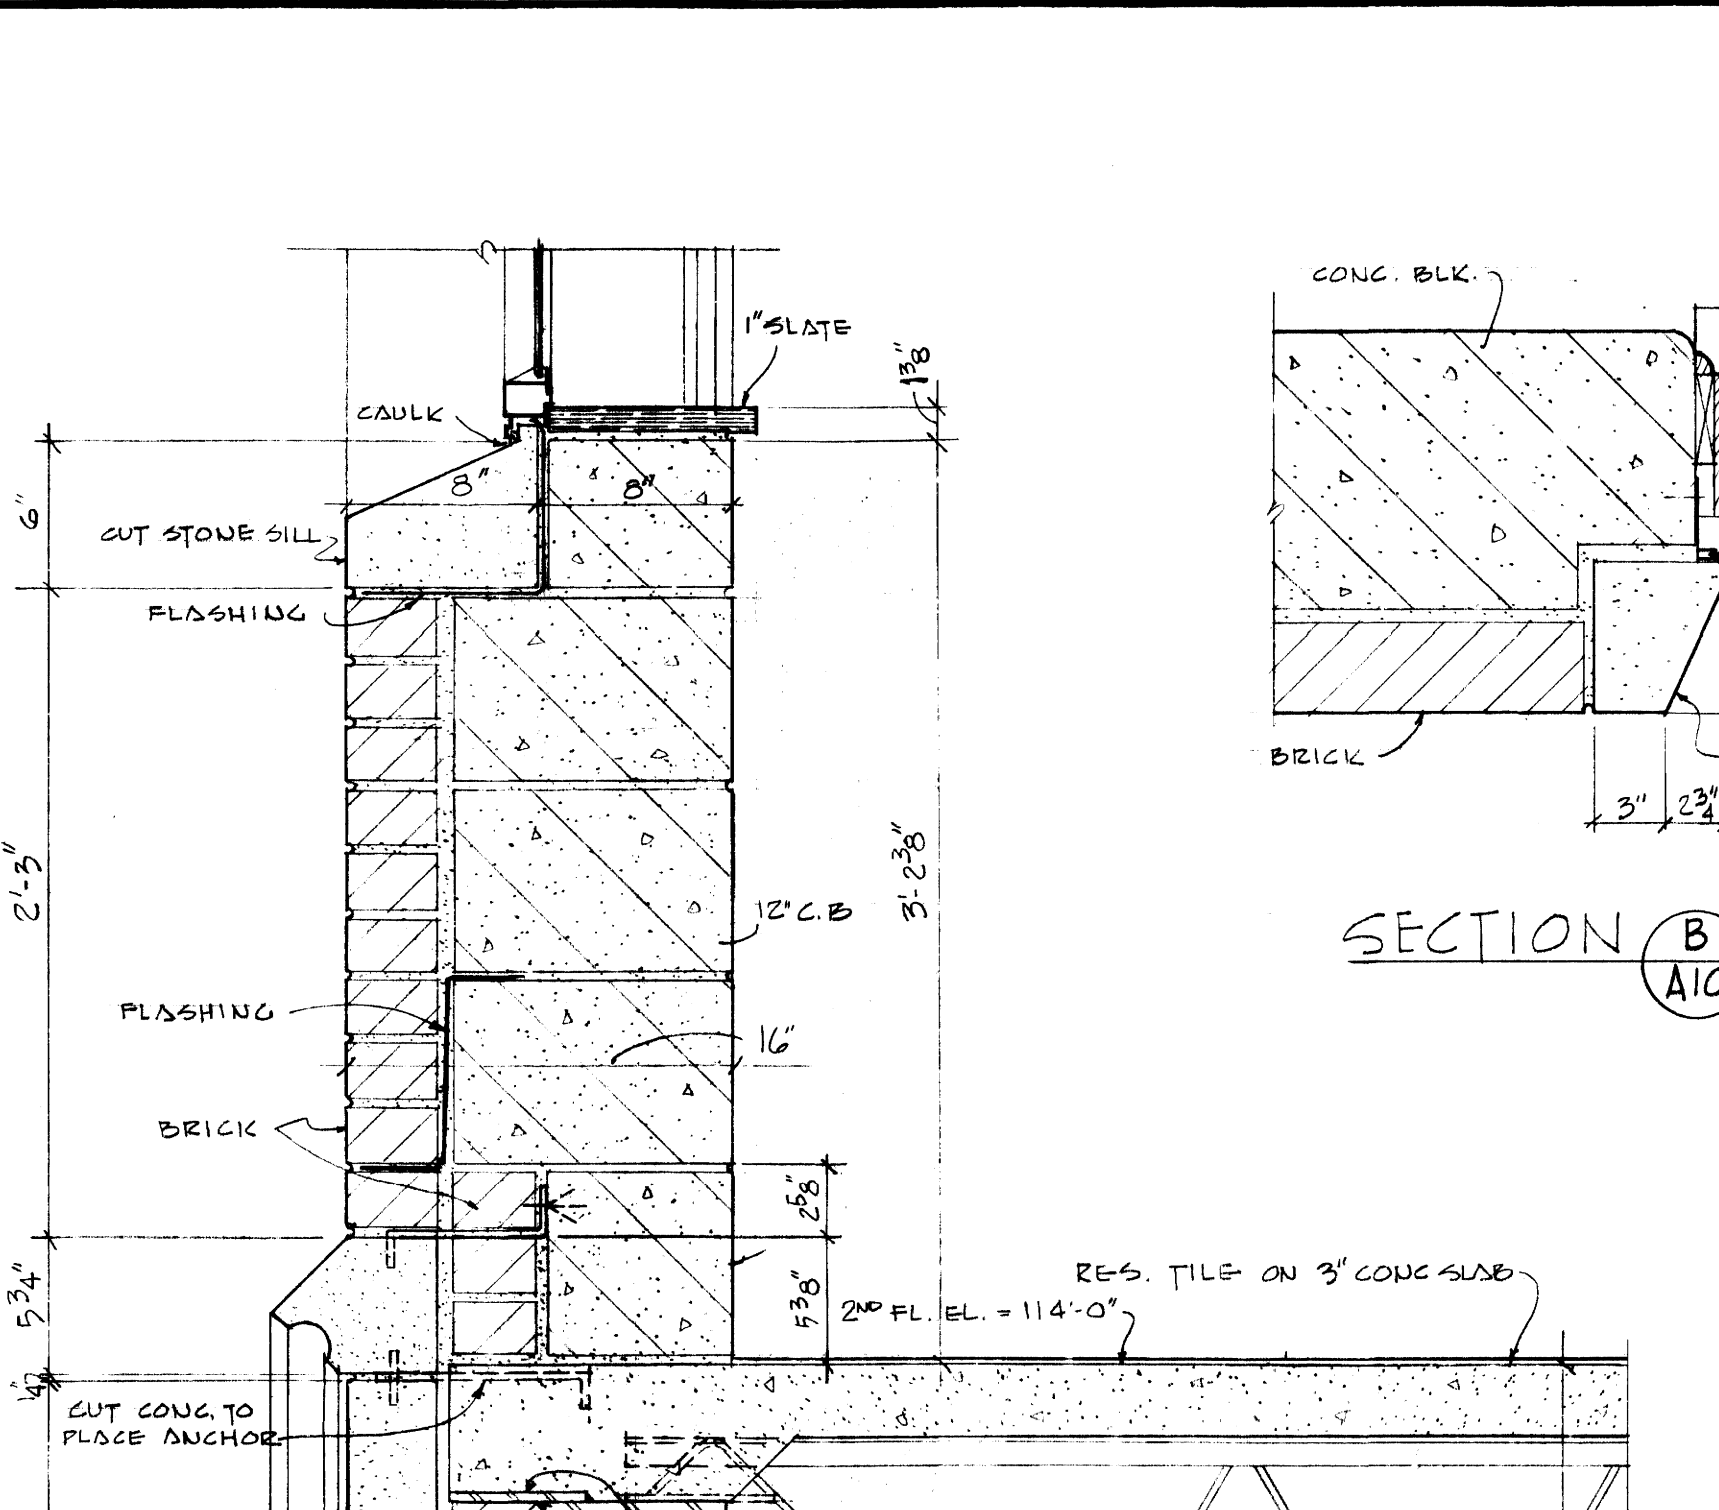 CONC. BLK.
1" SLATE
1 3/8"
CAULK
8"
8"
6"
CUT STONE SILL
FLASHING
BRICK
3"
2 3/4"
2'-3"
3'-2 3/8"
12" C.B
SECTION
B
FLASHING
16"
BRICK
2 5/8"
5 3/4"
5 3/8"
RES. TILE ON 3" CONC SLAB
2ND FL. EL. = 114'-0"
CUT CONC. TO
PLACE ANCHOR